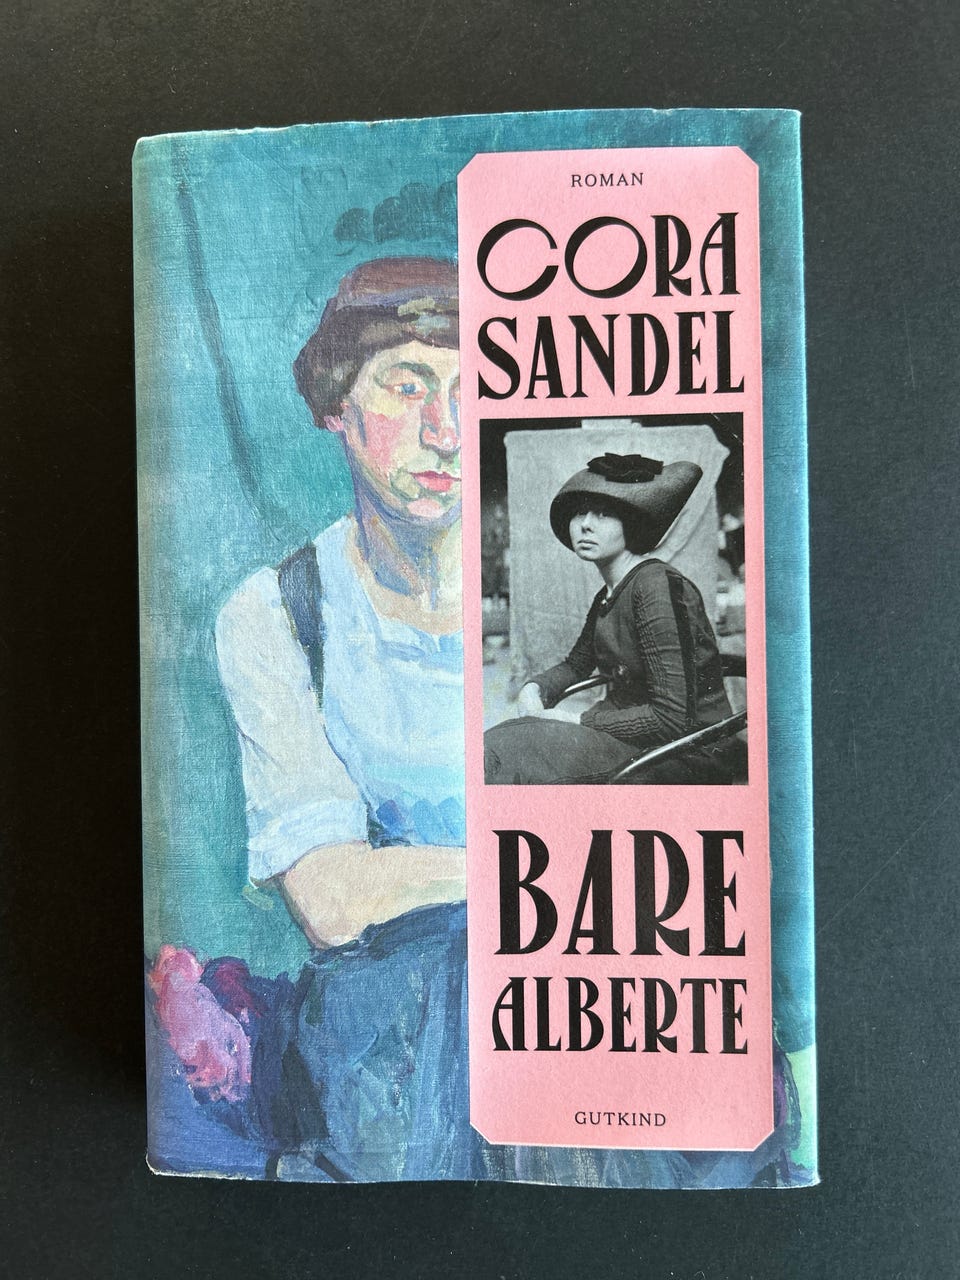 ROMAN
CORA
SANDEL
BARE
ALBERTE
GUTKIND